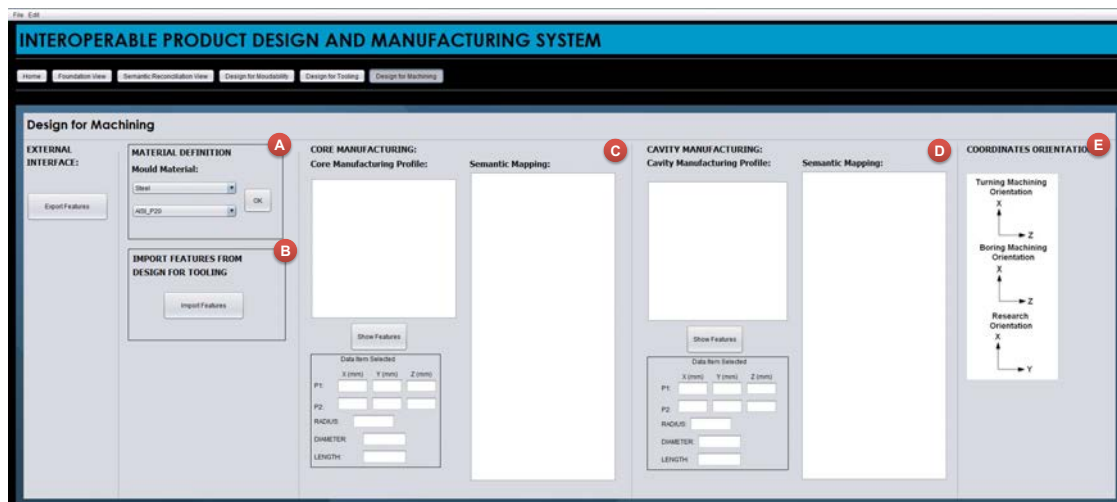 File Edit
INTEROPERABLE PRODUCT DESIGN AND MANUFACTURING SYSTEM
Home Foundation View Semantic Reconciliation View Design for Mouldability Design for Tooling Design for Machining
Design for Machining
EXTERNAL
INTERFACE:
Export Features
A
MATERIAL DEFINITION
Mould Material:
Steel
AISI_P20
OK
B
IMPORT FEATURES FROM
DESIGN FOR TOOLING
Import Features
C
CORE MANUFACTURING:
Core Manufacturing Profile: Semantic Mapping:
Show Features
Data Item Selected
X (mm) Y (mm) Z (mm)
P1:
P2:
RADIUS:
DIAMETER:
LENGTH:
D
CAVITY MANUFACTURING:
Cavity Manufacturing Profile: Semantic Mapping:
Show Features
Data Item Selected
X (mm) Y (mm) Z (mm)
P1:
P2:
RADIUS:
DIAMETER:
LENGTH:
E
COORDINATES ORIENTATION
Turning Machining
Orientation
X
Z
Boring Machining
Orientation
X
Z
Research
Orientation
X
Y